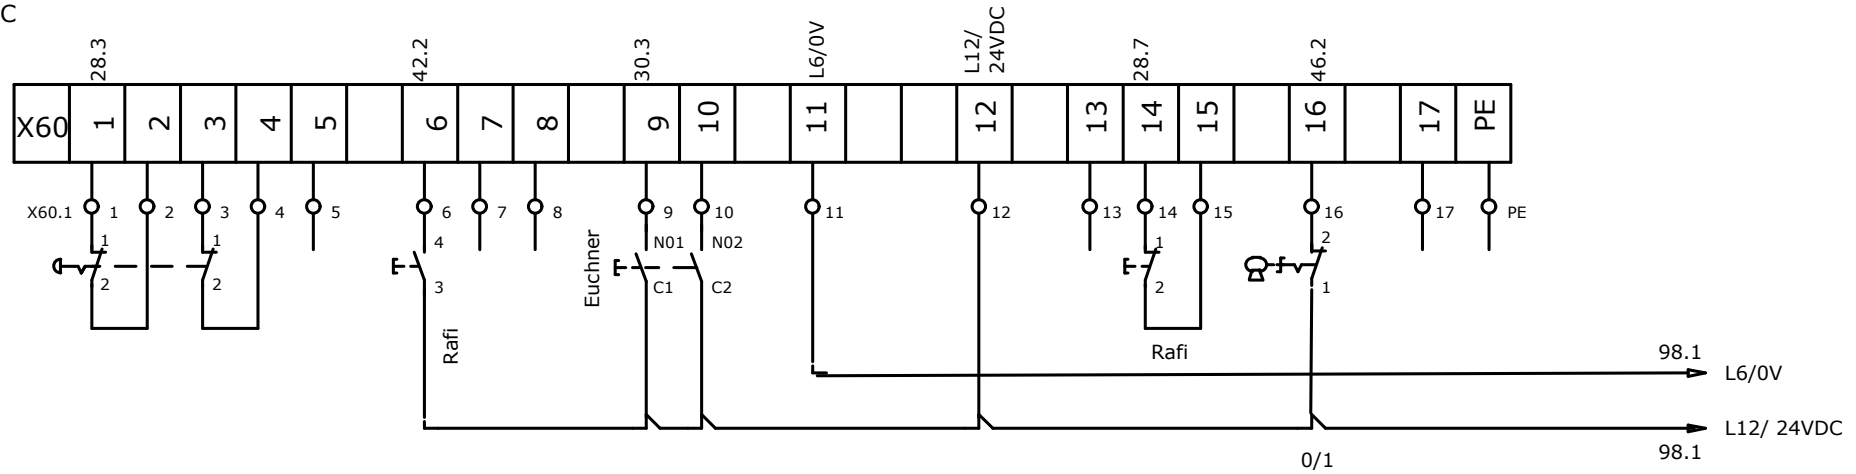 C
28.3
42.2
30.3
L6/0V
L12/
24VDC
28.7
46.2
X60 1 2 3 4 5 6 7 8 9 10 11 12 13 14 15 16 17 PE
X60.1 1 2 3 4 5 6 7 8 9 10 11 12 13 14 15 16 17 PE
1 1 4 N01 N02 1 2
2 2 3 C1 C2 2 1
Euchner
Rafi
Rafi
98.1
L6/0V
L12/ 24VDC
98.1
0/1